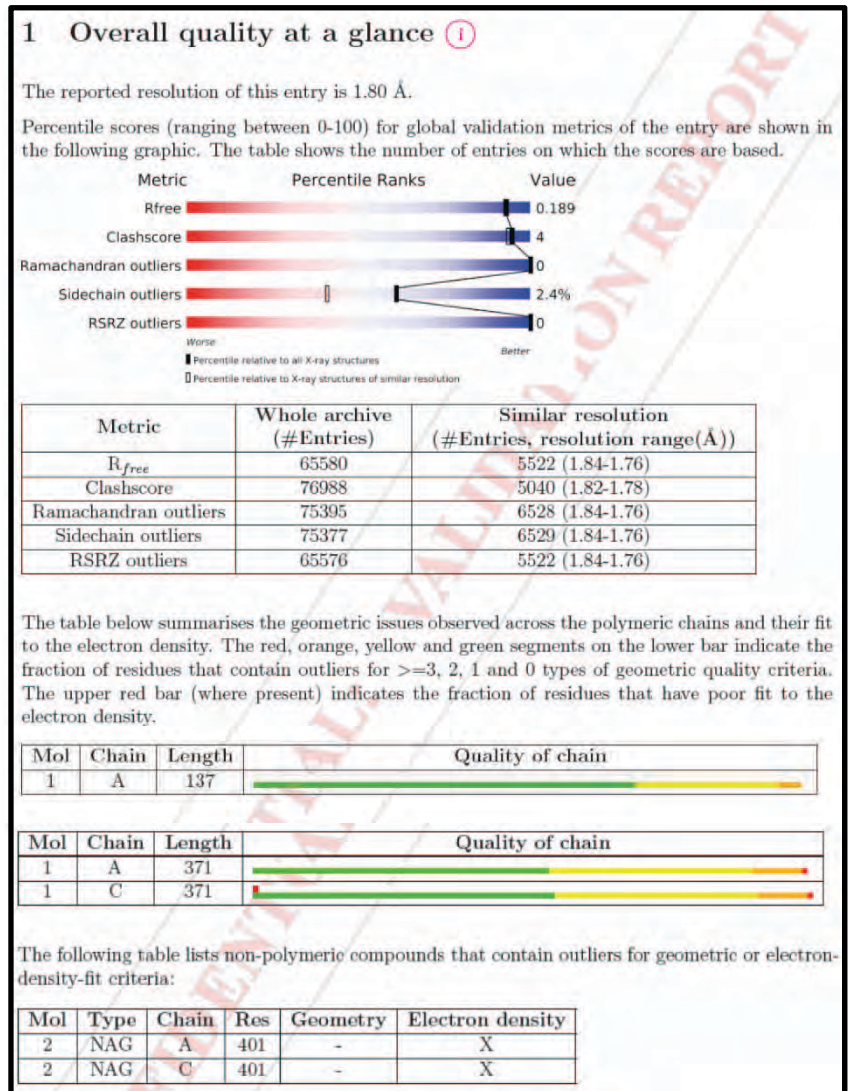 1 Overall quality at a glance i
The reported resolution of this entry is 1.80 Å.
Percentile scores (ranging between 0-100) for global validation metrics of the entry are shown in
the following graphic. The table shows the number of entries on which the scores are based.
Metric Percentile Ranks Value
Rfree 0.189
Clashscore 4
Ramachandran outliers 0
Sidechain outliers 2.4%
RSRZ outliers 0
Worse Better
Percentile relative to all X-ray structures
Percentile relative to X-ray structures of similar resolution
Metric Whole archive (#Entries) Similar resolution (#Entries, resolution range(Å))
Rfree 65580 5522 (1.84-1.76)
Clashscore 76988 5040 (1.82-1.78)
Ramachandran outliers 75395 6528 (1.84-1.76)
Sidechain outliers 75377 6529 (1.84-1.76)
RSRZ outliers 65576 5522 (1.84-1.76)
The table below summarises the geometric issues observed across the polymeric chains and their fit
to the electron density. The red, orange, yellow and green segments on the lower bar indicate the
fraction of residues that contain outliers for >=3, 2, 1 and 0 types of geometric quality criteria.
The upper red bar (where present) indicates the fraction of residues that have poor fit to the
electron density.
Mol Chain Length Quality of chain
1 A 137
Mol Chain Length Quality of chain
1 A 371
1 C 371
The following table lists non-polymeric compounds that contain outliers for geometric or electron-
density-fit criteria:
Mol Type Chain Res Geometry Electron density
2 NAG A 401 - X
2 NAG C 401 - X
VALIDATION REPORT